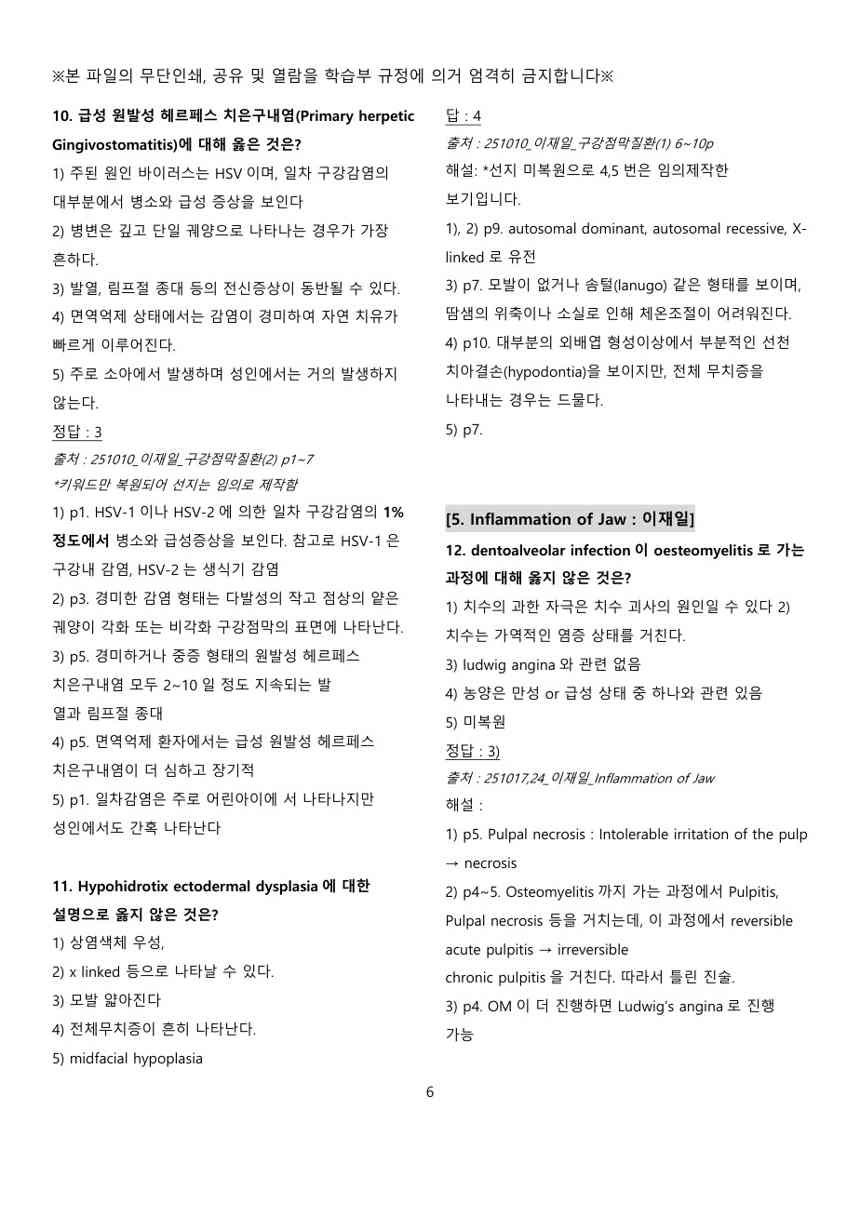 ※본 파일의 무단인쇄, 공유 및 열람을 학습부 규정에 의거 엄격히 금지합니다※
10. 급성 원발성 헤르페스 치은구내염(Primary herpetic
Gingivostomatitis)에 대해 옳은 것은?
1) 주된 원인 바이러스는 HSV 이며, 일차 구강감염의
대부분에서 병소와 급성 증상을 보인다
2) 병변은 깊고 단일 궤양으로 나타나는 경우가 가장
흔하다.
3) 발열, 림프절 종대 등의 전신증상이 동반될 수 있다.
4) 면역억제 상태에서는 감염이 경미하여 자연 치유가
빠르게 이루어진다.
5) 주로 소아에서 발생하며 성인에서는 거의 발생하지
않는다.
정답 : 3
출처 : 251010_이재일_구강점막질환(2) p1~7
*키워드만 복원되어 선지는 임의로 제작함
1) p1. HSV-1 이나 HSV-2 에 의한 일차 구강감염의 1%
정도에서 병소와 급성증상을 보인다. 참고로 HSV-1 은
구강내 감염, HSV-2 는 생식기 감염
2) p3. 경미한 감염 형태는 다발성의 작고 점상의 얕은
궤양이 각화 또는 비각화 구강점막의 표면에 나타난다.
3) p5. 경미하거나 중증 형태의 원발성 헤르페스
치은구내염 모두 2~10 일 정도 지속되는 발
열과 림프절 종대
4) p5. 면역억제 환자에서는 급성 원발성 헤르페스
치은구내염이 더 심하고 장기적
5) p1. 일차감염은 주로 어린아이에 서 나타나지만
성인에서도 간혹 나타난다
11. Hypohidrotix ectodermal dysplasia 에 대한
설명으로 옳지 않은 것은?
1) 상염색체 우성,
2) x linked 등으로 나타날 수 있다.
3) 모발 얇아진다
4) 전체무치증이 흔히 나타난다.
5) midfacial hypoplasia
답 : 4
출처 : 251010_이재일_구강점막질환(1) 6~10p
해설: *선지 미복원으로 4,5 번은 임의제작한
보기입니다.
1), 2) p9. autosomal dominant, autosomal recessive, X-
linked 로 유전
3) p7. 모발이 없거나 솜털(lanugo) 같은 형태를 보이며,
땀샘의 위축이나 소실로 인해 체온조절이 어려워진다.
4) p10. 대부분의 외배엽 형성이상에서 부분적인 선천
치아결손(hypodontia)을 보이지만, 전체 무치증을
나타내는 경우는 드물다.
5) p7.
[5. Inflammation of Jaw : 이재일]
12. dentoalveolar infection 이 oesteomyelitis 로 가는
과정에 대해 옳지 않은 것은?
1) 치수의 과한 자극은 치수 괴사의 원인일 수 있다 2)
치수는 가역적인 염증 상태를 거친다.
3) ludwig angina 와 관련 없음
4) 농양은 만성 or 급성 상태 중 하나와 관련 있음
5) 미복원
정답 : 3)
출처 : 251017,24_이재일_Inflammation of Jaw
해설 :
1) p5. Pulpal necrosis : Intolerable irritation of the pulp
→ necrosis
2) p4~5. Osteomyelitis 까지 가는 과정에서 Pulpitis,
Pulpal necrosis 등을 거치는데, 이 과정에서 reversible
acute pulpitis → irreversible
chronic pulpitis 을 거친다. 따라서 틀린 진술.
3) p4. OM 이 더 진행하면 Ludwig's angina 로 진행
가능
6